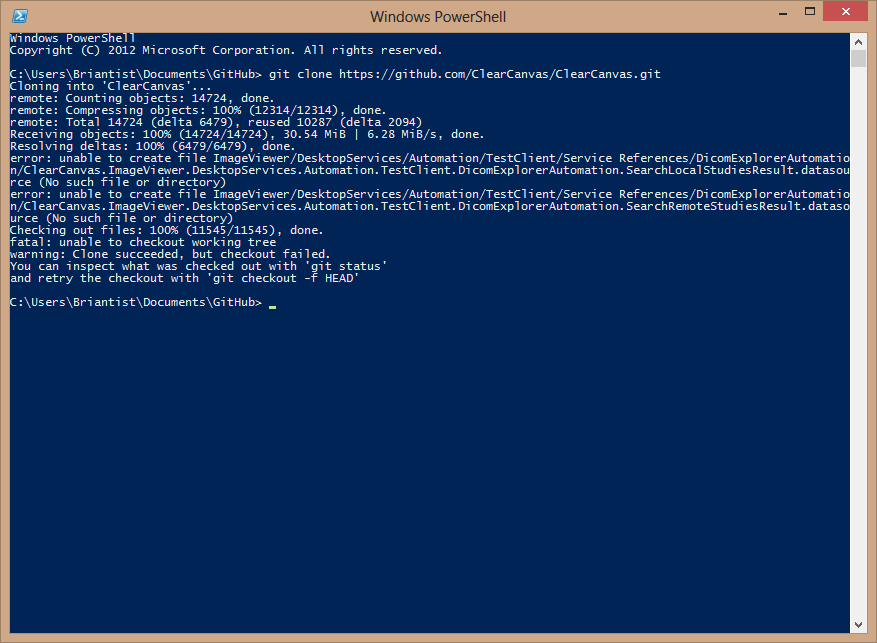 Windows PowerShell
Windows PowerShell
Copyright (C) 2012 Microsoft Corporation. All rights reserved.
C:\Users\Briantist\Documents\GitHub> git clone https://github.com/ClearCanvas/ClearCanvas.git
Cloning into 'ClearCanvas'...
remote: Counting objects: 14724, done.
remote: Compressing objects: 100% (12314/12314), done.
remote: Total 14724 (delta 6479), reused 10287 (delta 2094)
Receiving objects: 100% (14724/14724), 30.54 MiB | 6.28 MiB/s, done.
Resolving deltas: 100% (6479/6479), done.
error: unable to create file ImageViewer/DesktopServices/Automation/TestClient/Service References/DicomExplorerAutomatio
n/ClearCanvas.ImageViewer.DesktopServices.Automation.TestClient.DicomExplorerAutomation.SearchLocalStudiesResult.datasou
rce (No such file or directory)
error: unable to create file ImageViewer/DesktopServices/Automation/TestClient/Service References/DicomExplorerAutomatio
n/ClearCanvas.ImageViewer.DesktopServices.Automation.TestClient.DicomExplorerAutomation.SearchRemoteStudiesResult.dataso
urce (No such file or directory)
Checking out files: 100% (11545/11545), done.
fatal: unable to checkout working tree
warning: Clone succeeded, but checkout failed.
You can inspect what was checked out with 'git status'
and retry the checkout with 'git checkout -f HEAD'
C:\Users\Briantist\Documents\GitHub>